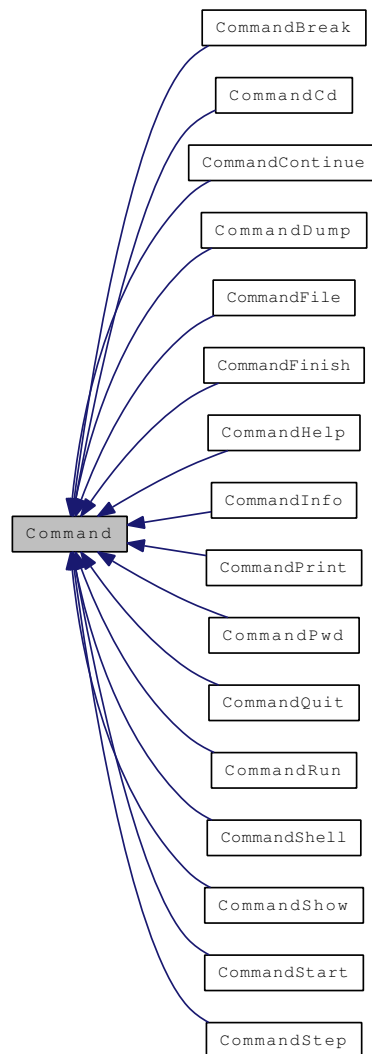 CommandBreak
CommandCd
CommandContinue
CommandDump
CommandFile
CommandFinish
CommandHelp
CommandInfo
Command
CommandPrint
CommandPwd
CommandQuit
CommandRun
CommandShell
CommandShow
CommandStart
CommandStep